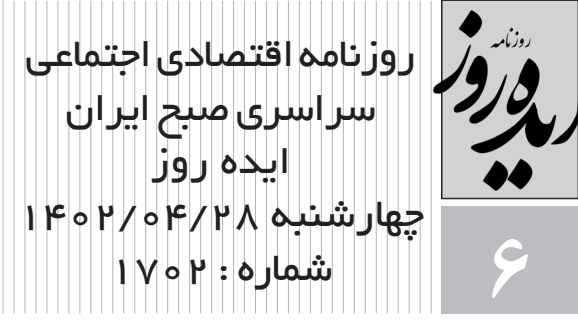 روزنامه اقتصادی اجتماعی
سراسری صبح ایران
ایده روز
چهارشنبه ۱۴۰۲/۰۴/۲۸
شماره : ۱۷۰۲
روزنامه
ایده روز
۶